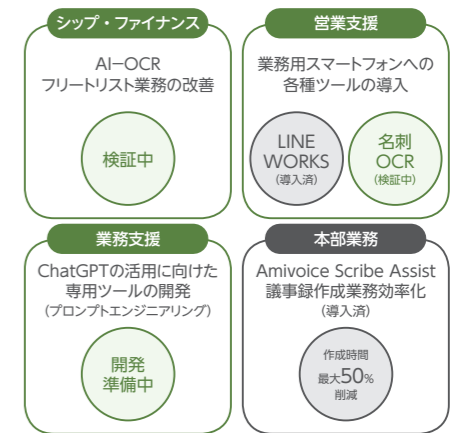 シップ・ファイナンス
AI−OCR
フリートリスト業務の改善
検証中
営業支援
業務用スマートフォンへの
各種ツールの導入
LINE
WORKS
(導入済)
名刺
OCR
(検証中)
業務支援
ChatGPTの活用に向けた
専用ツールの開発
(プロンプトエンジニアリング)
開発
準備中
本部業務
Amivoice Scribe Assist
議事録作成業務効率化
(導入済)
作成時間
最大50%
削減